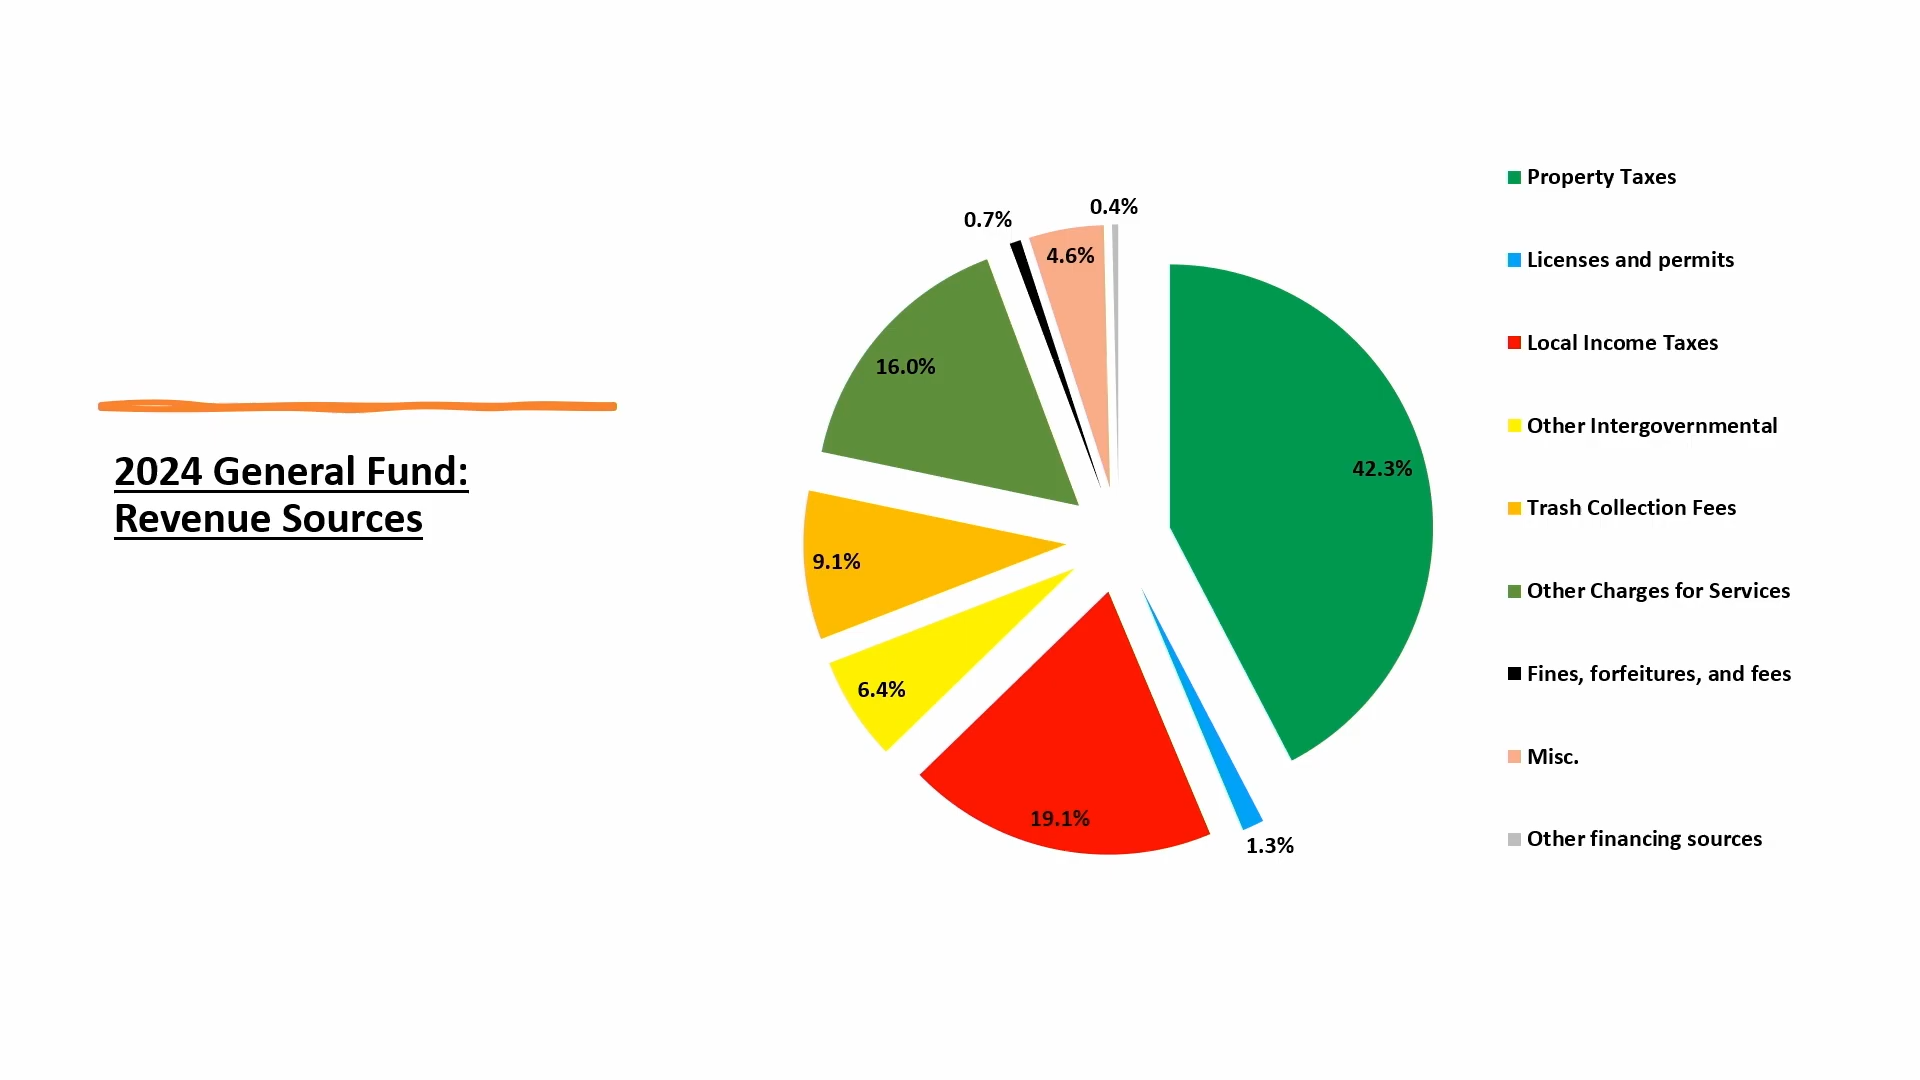 2024 General Fund:
Revenue Sources
0.7%
4.6%
0.4%
16.0%
42.3%
9.1%
6.4%
19.1%
1.3%
Property Taxes
Licenses and permits
Local Income Taxes
Other Intergovernmental
Trash Collection Fees
Other Charges for Services
Fines, forfeitures, and fees
Misc.
Other financing sources